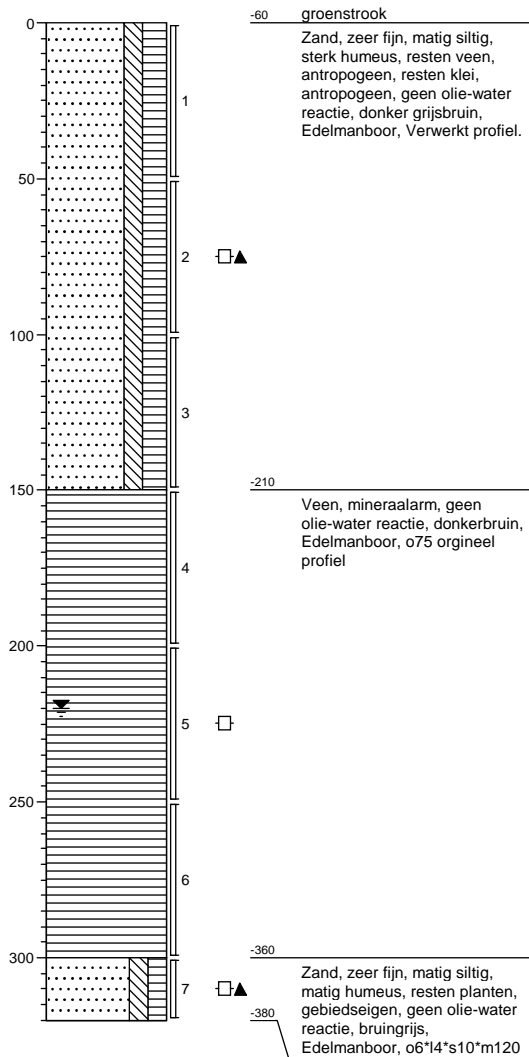 0
-60
groenstrook
Zand, zeer fijn, matig siltig,
sterk humeus, resten veen,
antropogeen, resten klei,
antropogeen, geen olie-water
reactie, donker grijsbruin,
Edelmanboor, Verwerkt profiel.
1
50
2
100
3
150
-210
Veen, mineraalarm, geen
olie-water reactie, donkerbruin,
Edelmanboor, o75 orgineel
profiel
4
200
5
250
6
300
-360
Zand, zeer fijn, matig siltig,
matig humeus, resten planten,
gebiedseigen, geen olie-water
reactie, bruingrijs,
Edelmanboor, o6*l4*s10*m120
7
-380